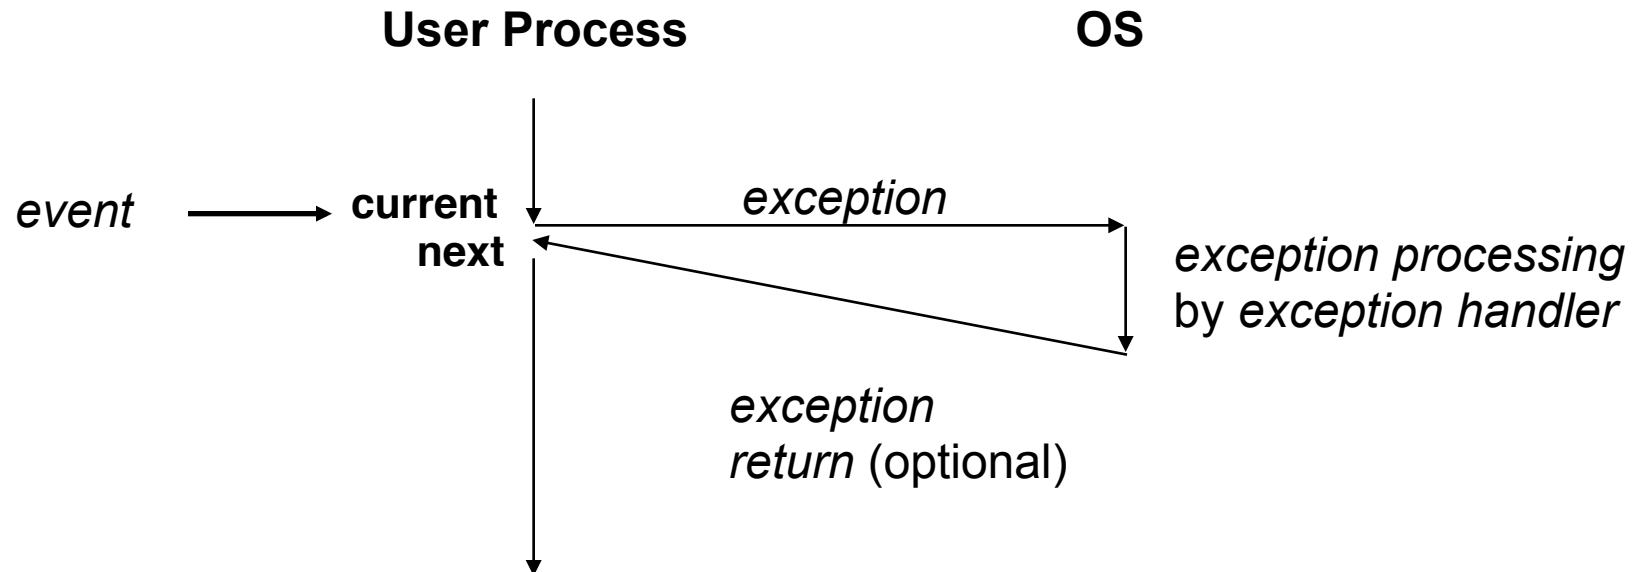 User Process
OS
event
current
next
exception
exception processing
by exception handler
exception
return (optional)